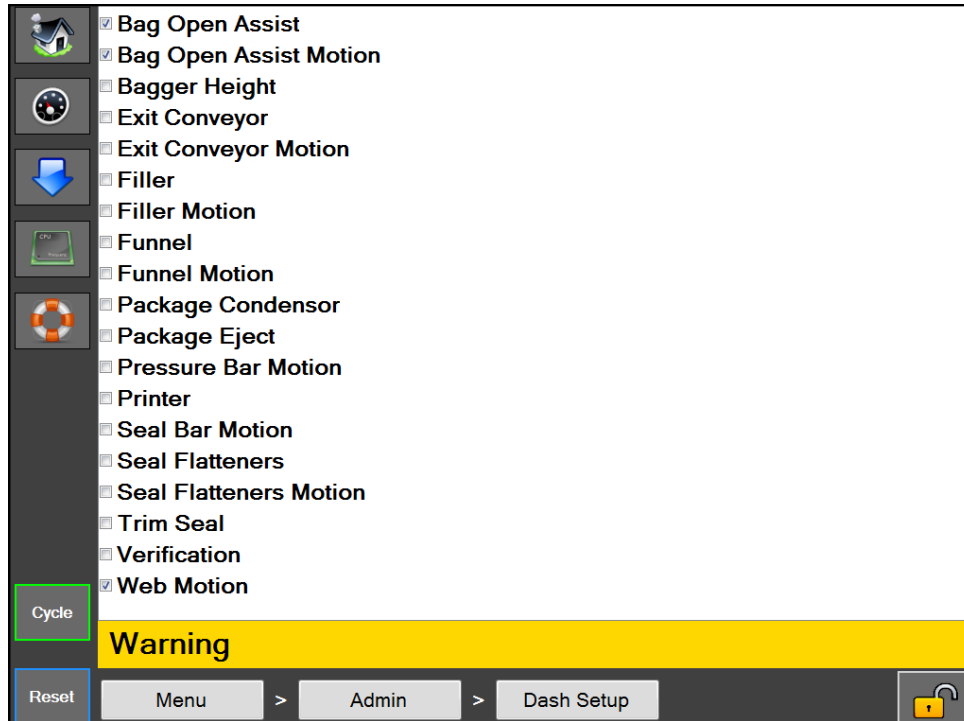 Bag Open Assist
Bag Open Assist Motion
Bagger Height
Exit Conveyor
Exit Conveyor Motion
Filler
Filler Motion
Funnel
Funnel Motion
Package Condensor
Package Eject
Pressure Bar Motion
Printer
Seal Bar Motion
Seal Flatteners
Seal Flatteners Motion
Trim Seal
Verification
Web Motion
CPU
Cycle
Warning
Reset
Menu > Admin > Dash Setup